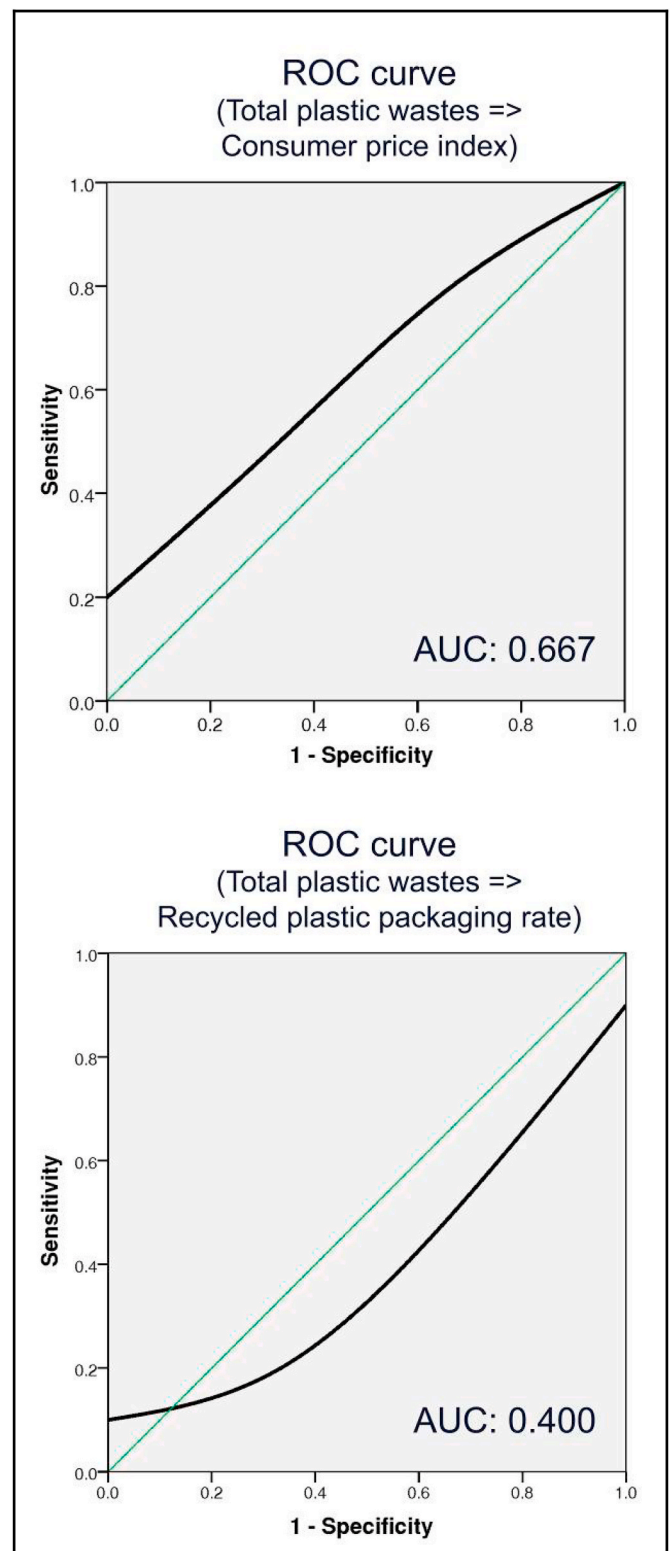 ROC curve
(Total plastic wastes =>
Consumer price index)
1.0
0.8
0.6
0.4
0.2
0.0
Sensitivity
AUC: 0.667
0.0 0.2 0.4 0.6 0.8 1.0
1 - Specificity
ROC curve
(Total plastic wastes =>
Recycled plastic packaging rate)
1.0
0.8
0.6
0.4
0.2
0.0
Sensitivity
AUC: 0.400
0.0 0.2 0.4 0.6 0.8 1.0
1 - Specificity